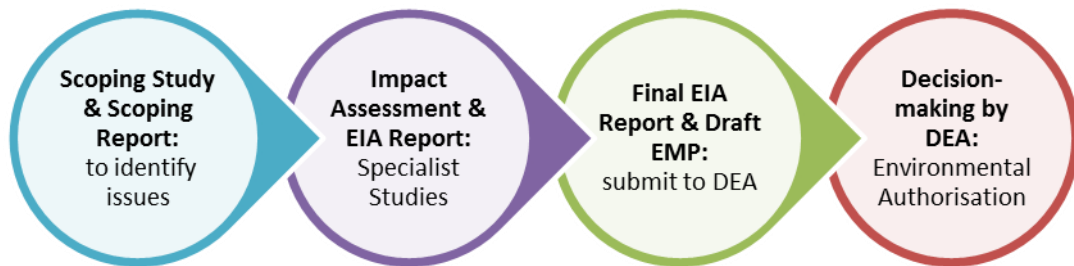 Scoping Study
& Scoping
Report:
to identify
issues
Impact
Assessment &
EIA Report:
Specialist
Studies
Final EIA
Report & Draft
EMP:
submit to DEA
Decision-
making by
DEA:
Environmental
Authorisation